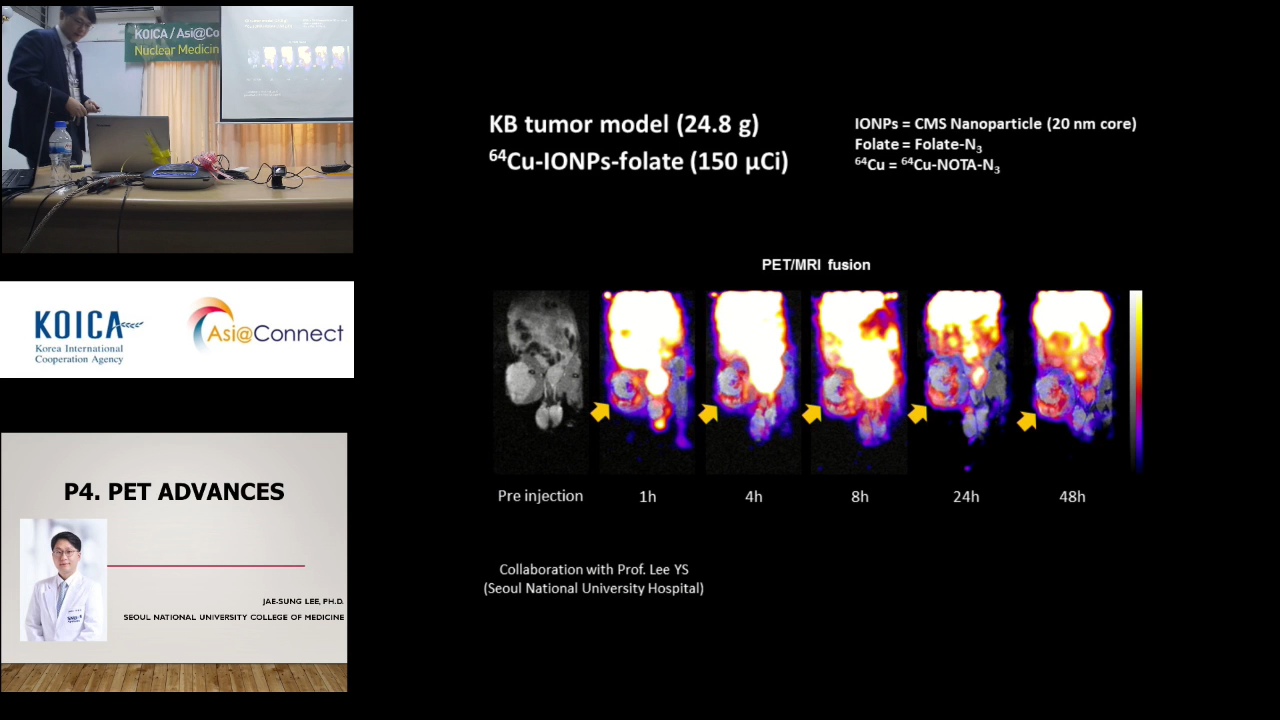 KOICA / Asi@Co
Nuclear Medicin
KOICA
Korea International
Cooperation Agency
Asi@Connect
P4. PET ADVANCES
JAE-SUNG LEE, PH.D.
SEOUL NATIONAL UNIVERSITY COLLEGE OF MEDICINE
KB tumor model (24.8 g)
⁶⁴Cu-IONPs-folate (150 µCi)
IONPs = CMS Nanoparticle (20 nm core)
Folate = Folate-N₃
⁶⁴Cu = ⁶⁴Cu-NOTA-N₃
PET/MRI fusion
Pre injection 1h 4h 8h 24h 48h
Collaboration with Prof. Lee YS
(Seoul National University Hospital)